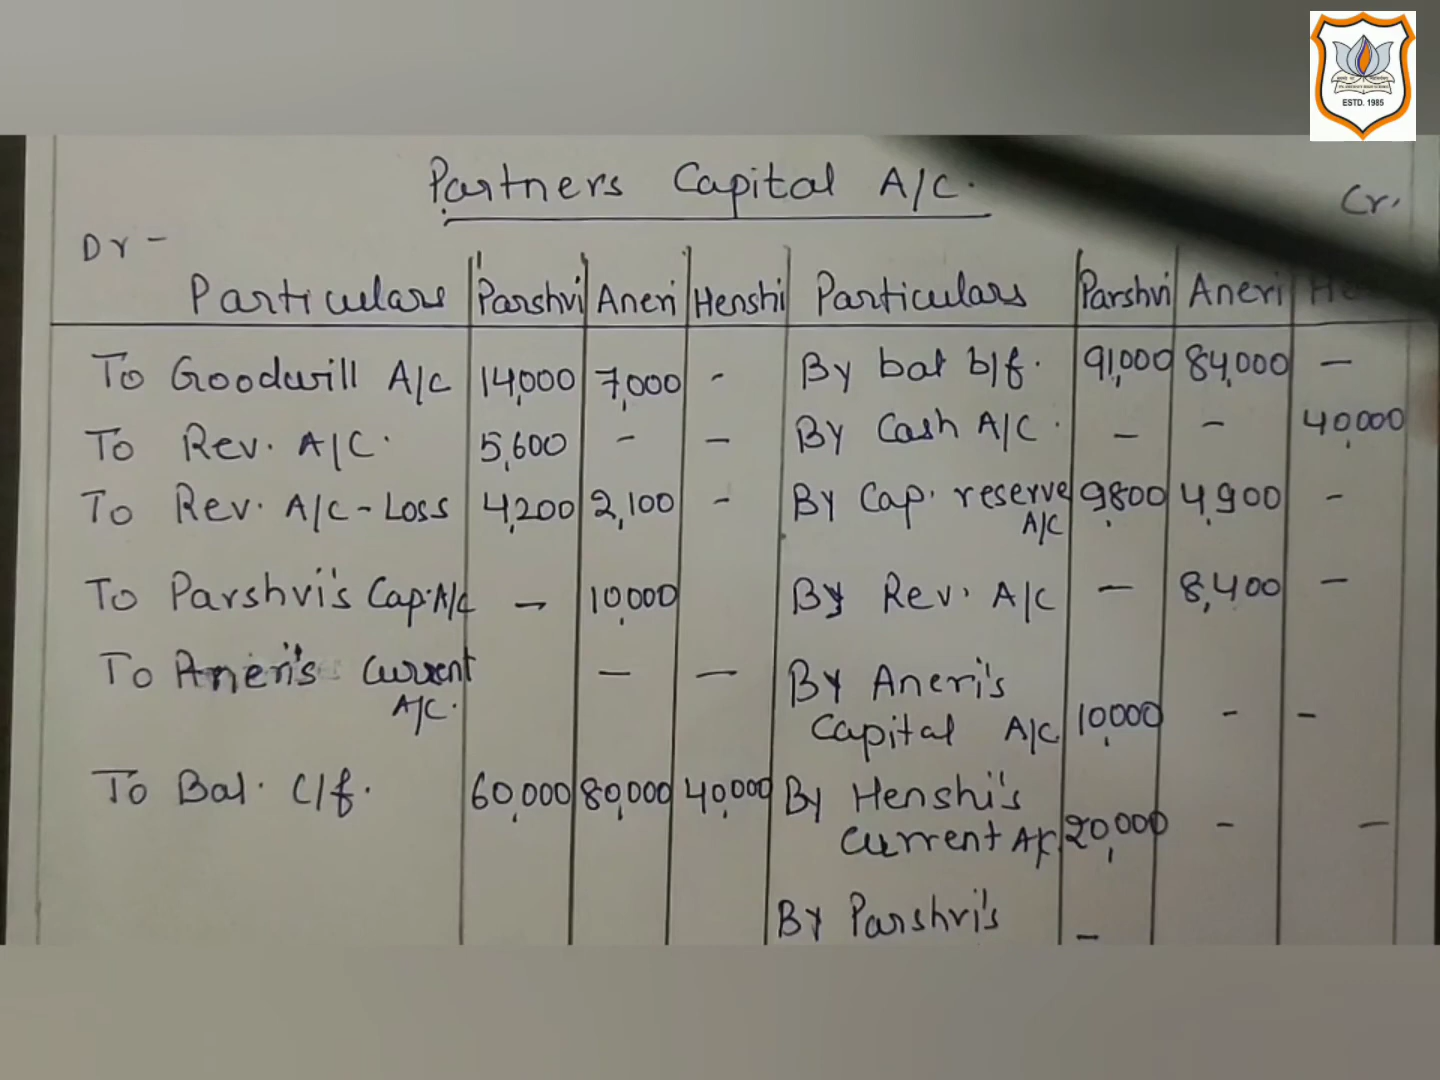 ESTD. 1985
Partners Capital A/C.
Dr - Cr.
Particulars Parshvi Aneri Henshi Particulars Parshvi Aneri
To Goodwill A/C 14,000 7,000 - By bal b/f. 91,000 84,000 -
To Rev. A/C. 5,600 - - By Cash A/C. - - 40,000
To Rev. A/C - Loss 4,200 2,100 - By Cap. reserve A/C 9,800 4,900 -
To Parshvi's Cap. A/C - 10,000 By Rev. A/C - 8,400 -
To Aneri's Current - - By Aneri's
A/C. Capital A/C 10,000 - -
To Bal. C/f. 60,000 80,000 40,000 By Henshi's
Current A/C 20,000 - -
By Parshvi's -